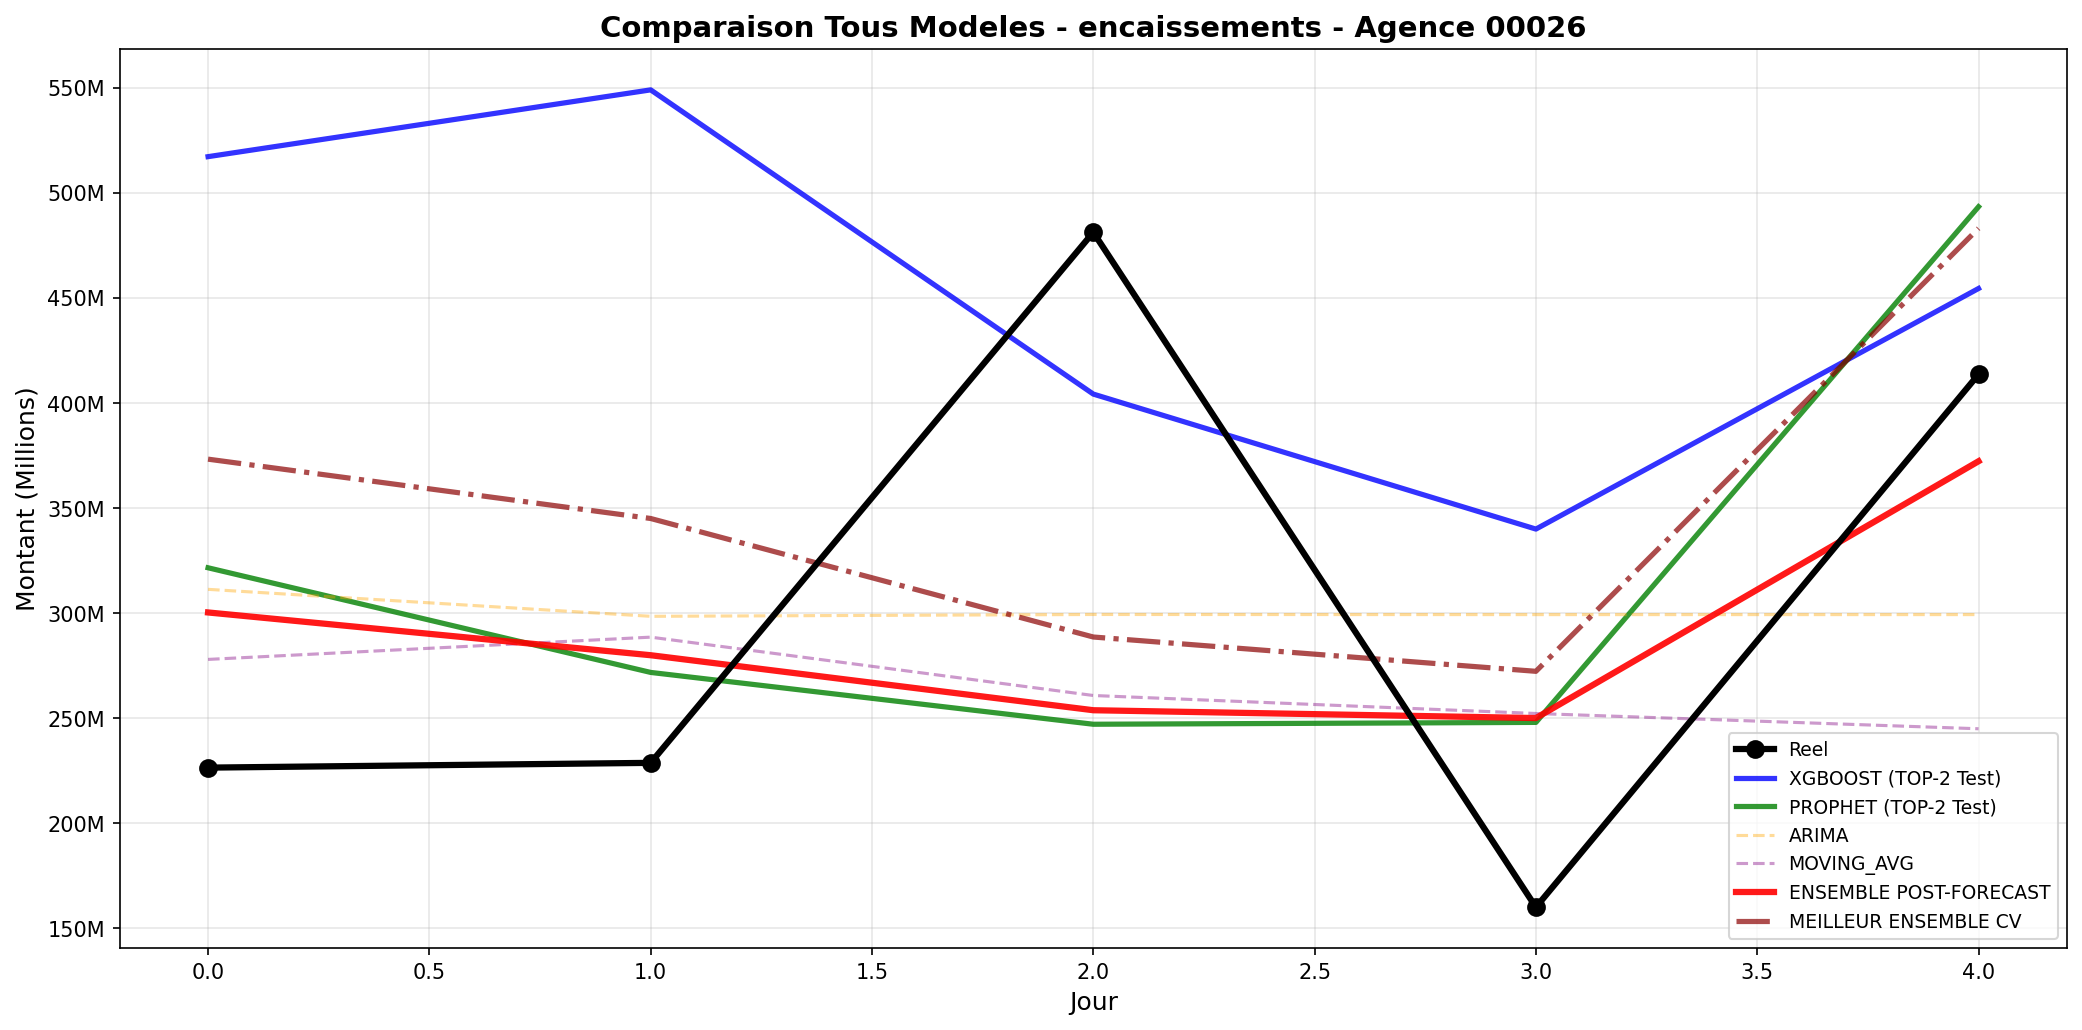 Comparaison Tous Modeles - encaissements - Agence 00026
Montant (Millions)
550M
500M
450M
400M
350M
300M
250M
200M
150M
0.0 0.5 1.0 1.5 2.0 2.5 3.0 3.5 4.0
Jour
Reel
XGBOOST (TOP-2 Test)
PROPHET (TOP-2 Test)
ARIMA
MOVING_AVG
ENSEMBLE POST-FORECAST
MEILLEUR ENSEMBLE CV